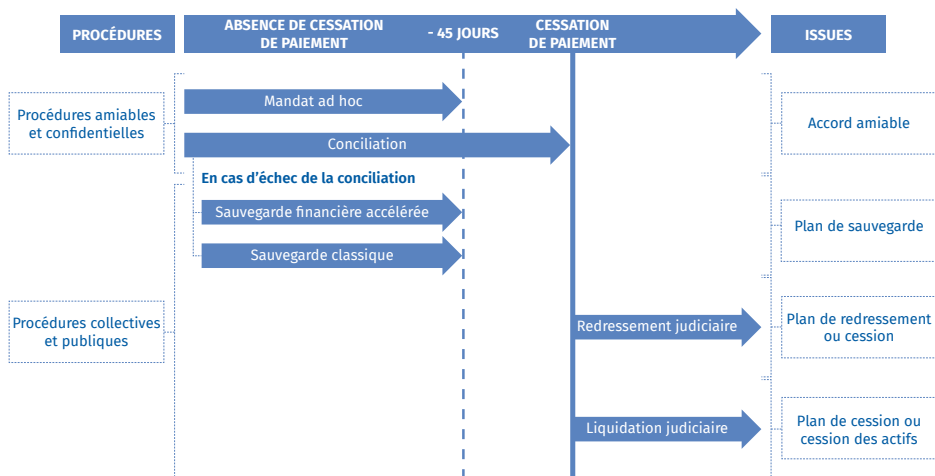 PROCÉDURES
ABSENCE DE CESSATION
DE PAIEMENT
- 45 JOURS
CESSATION
DE PAIEMENT
ISSUES
Procédures amiables
et confidentielles
Mandat ad hoc
Conciliation
Accord amiable
En cas d’échec de la conciliation
Sauvegarde financière accélérée
Sauvegarde classique
Plan de sauvegarde
Procédures collectives
et publiques
Redressement judiciaire
Plan de redressement
ou cession
Liquidation judiciaire
Plan de cession ou
cession des actifs